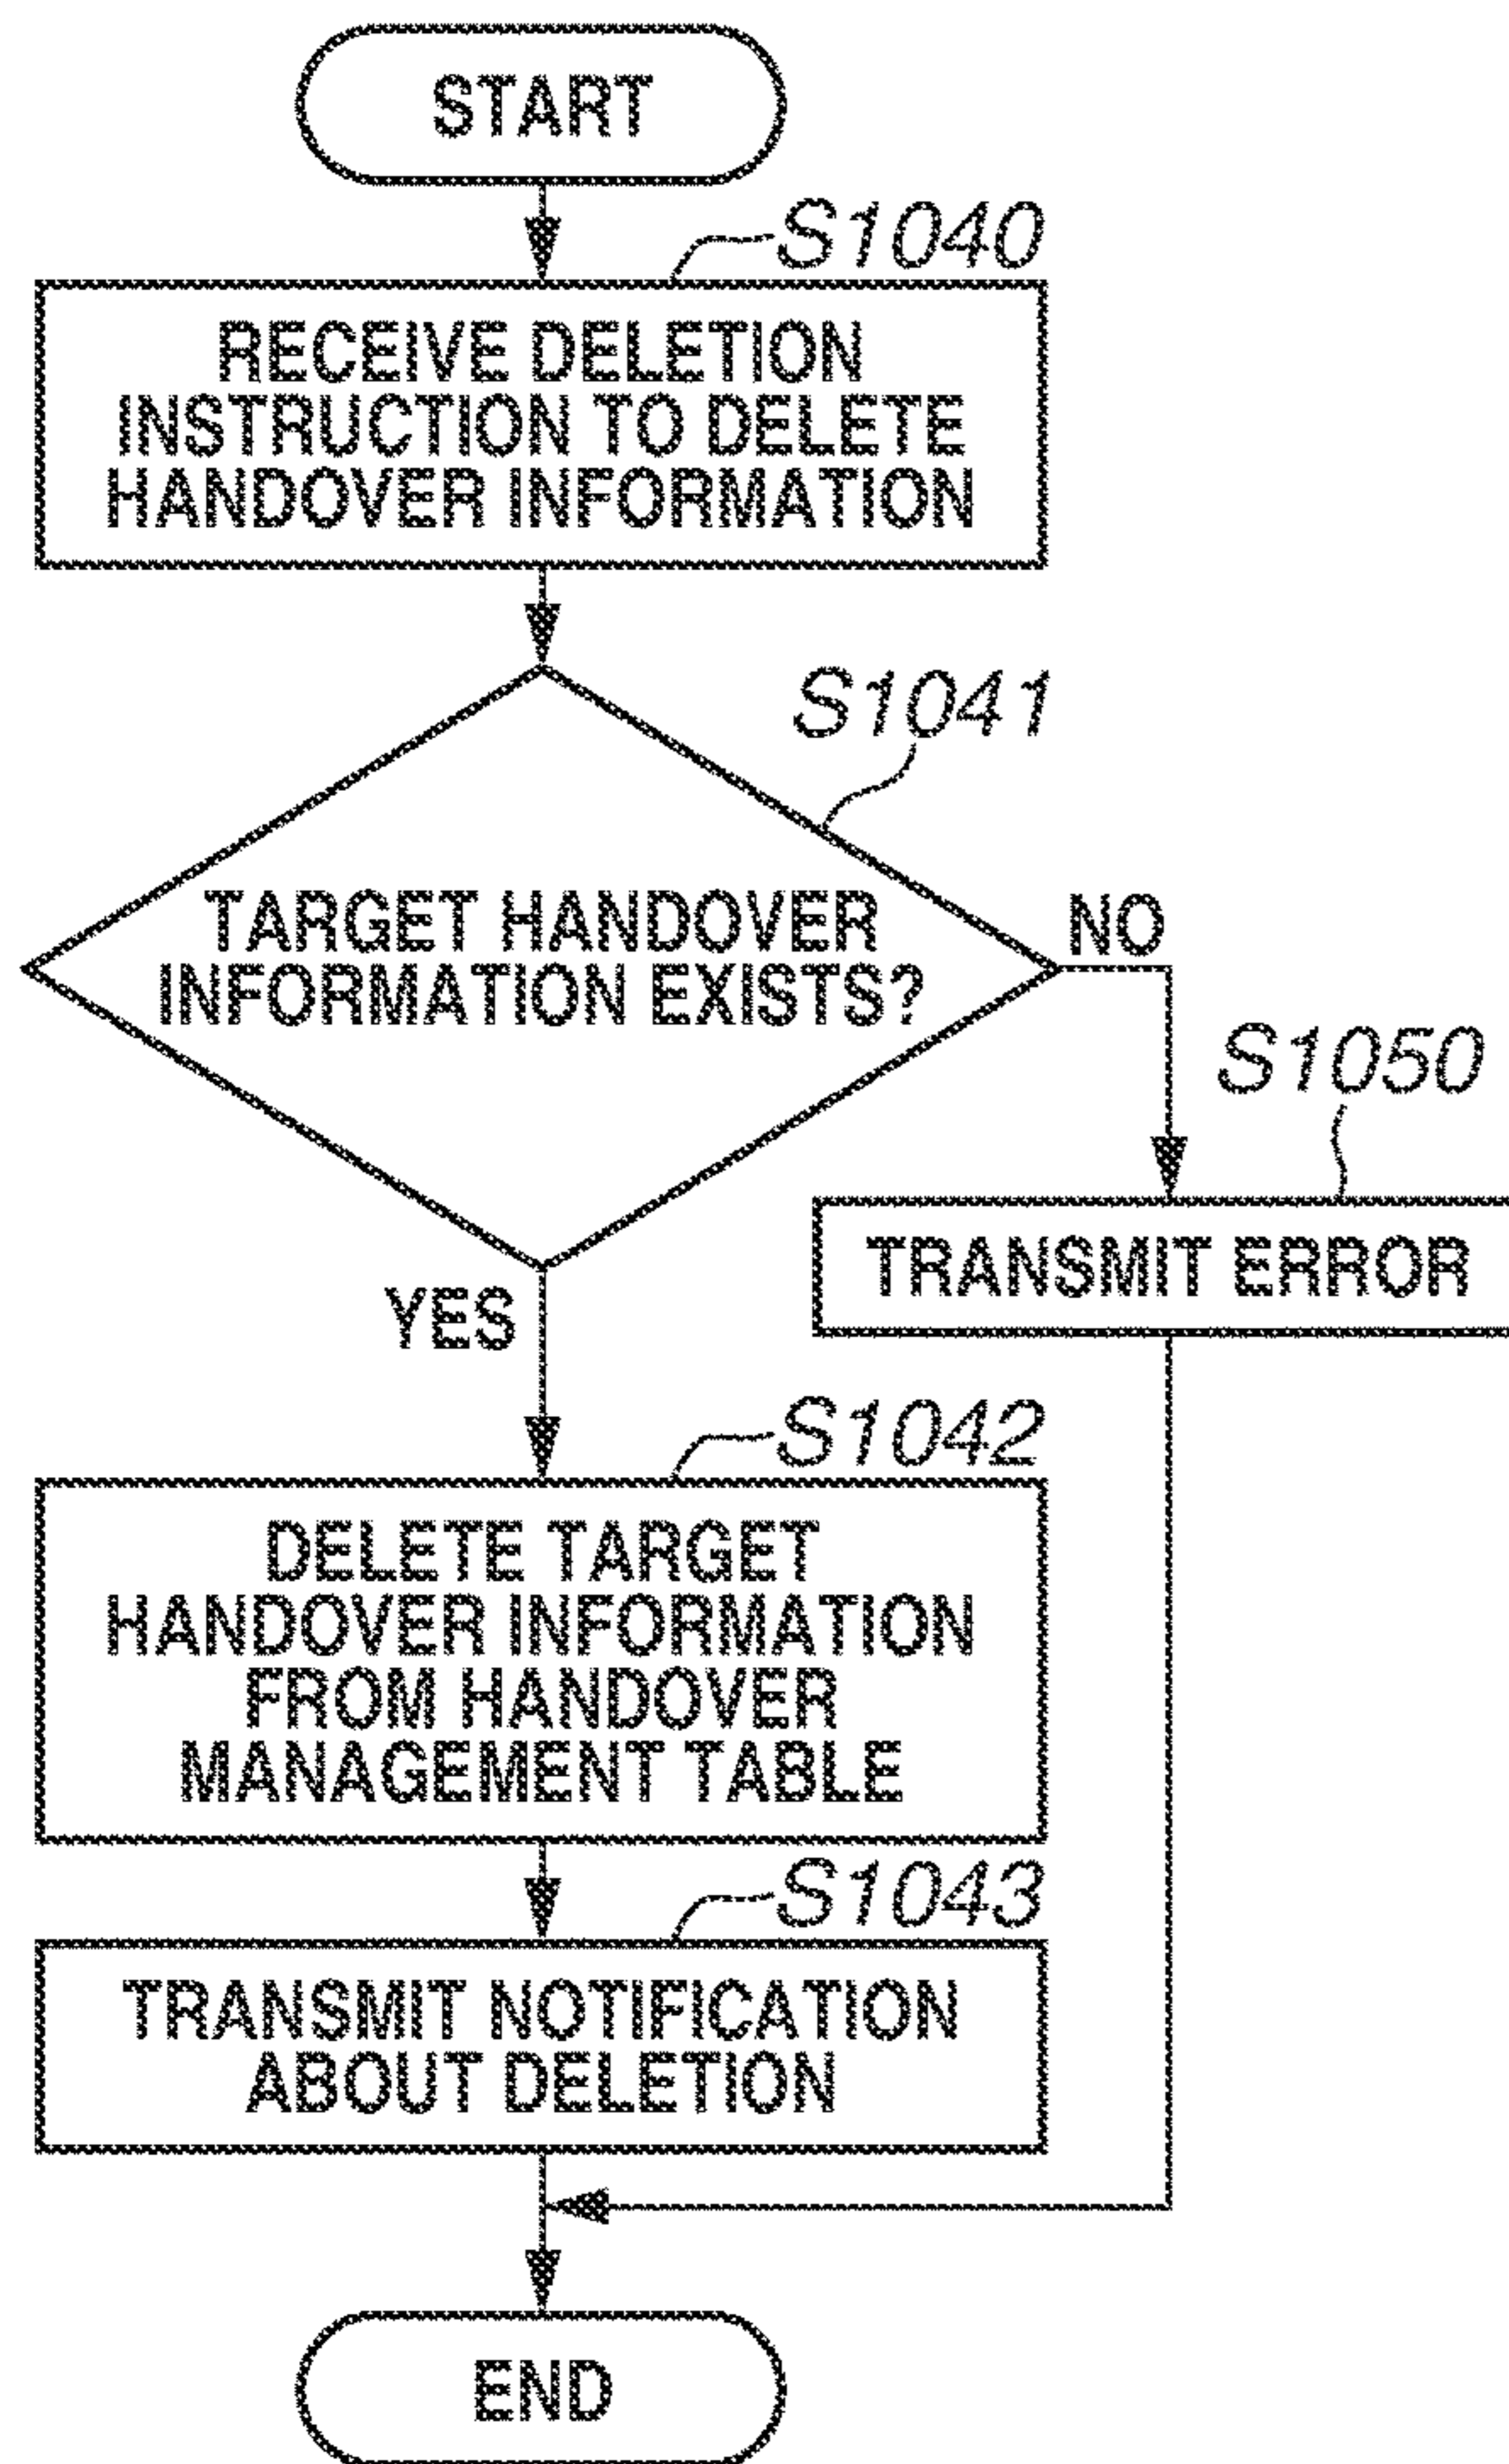 START
S1040
RECEIVE DELETION
INSTRUCTION TO DELETE
HANDOVER INFORMATION
S1041
TARGET HANDOVER
INFORMATION EXISTS?
NO
S1050
TRANSMIT ERROR
YES
S1042
DELETE TARGET
HANDOVER INFORMATION
FROM HANDOVER
MANAGEMENT TABLE
S1043
TRANSMIT NOTIFICATION
ABOUT DELETION
END